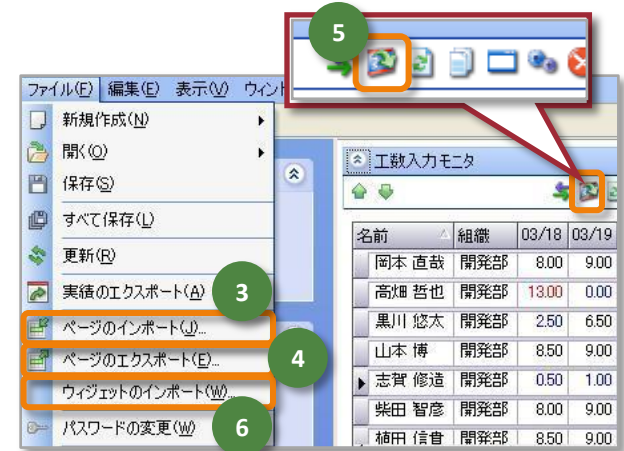 5
ファイル(F) 編集(E) 表示(V) ウィント
新規作成(N)
開く(O)
保存(S)
すべて保存(L)
更新(R)
実績のエクスポート(A)
3
ページのインポート(J)...
ページのエクスポート(E)...
4
ウィジェットのインポート(W)...
パスワードの変更(W)
6
工数入力モニタ
名前 組織 03/18 03/19
岡本 直哉 開発部 8.00 9.00
高畑 哲也 開発部 13.00 0.00
黒川 悠太 開発部 2.50 6.50
山本 博 開発部 8.50 9.00
志賀 修造 開発部 0.50 1.00
柴田 智彦 開発部 8.00 9.00
植田 信書 開発部 8.50 9.00